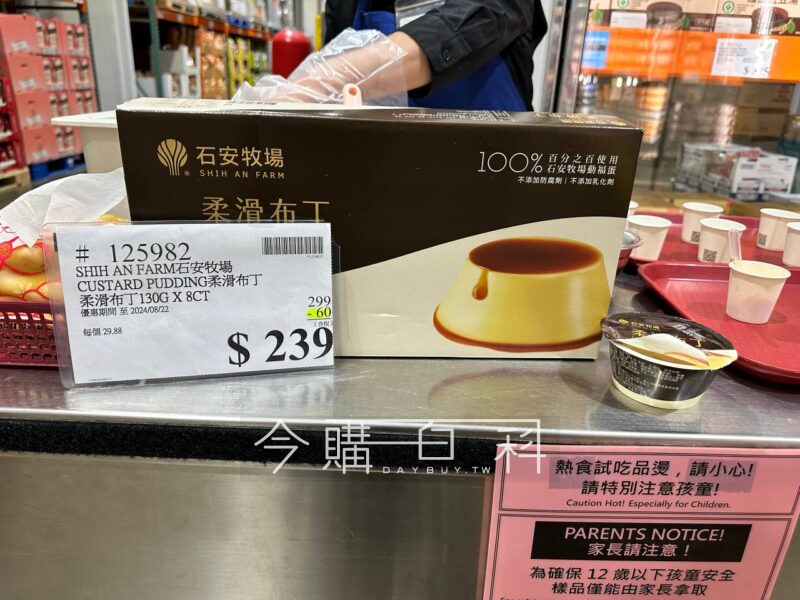 石安牧場
SHIH AN FARM
柔滑布丁
100% 百分之百使用
石安牧場動福蛋
不添加防腐劑 | 不添加乳化劑
# 125982
SHIH AN FARM石安牧場
CUSTARD PUDDING柔滑布丁
柔滑布丁130G X 8CT
優惠期間 至 2024/08/22
299
- 60
每個 29.88
$ 239
今購百科
DAYBUY.TW
熱食試吃品燙，請小心!
請特別注意孩童!
Caution Hot! Especially for Children.
PARENTS NOTICE!
家長請注意！
為確保 12 歲以下孩童安全
樣品僅能由家長拿取